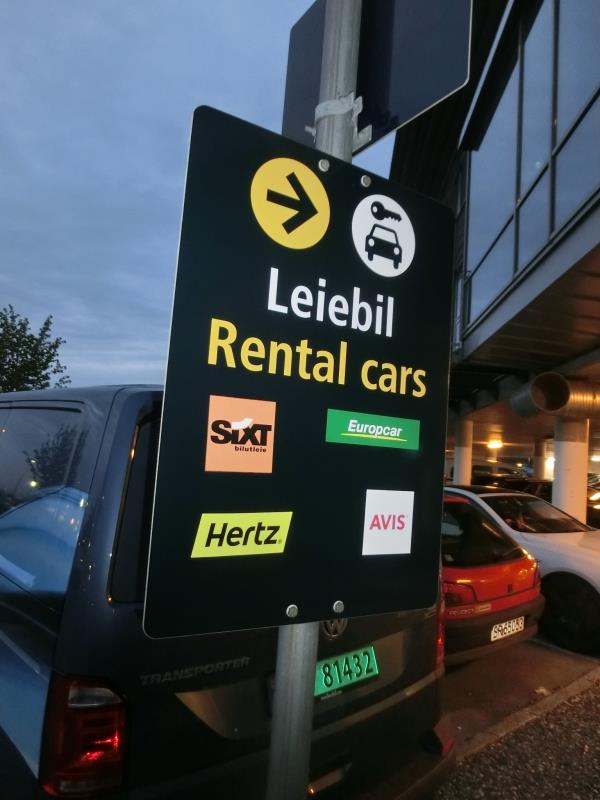 Leiebil
Rental cars
SIXT
bilutleie
Europcar
Hertz
AVIS
TRANSPORTER
81432